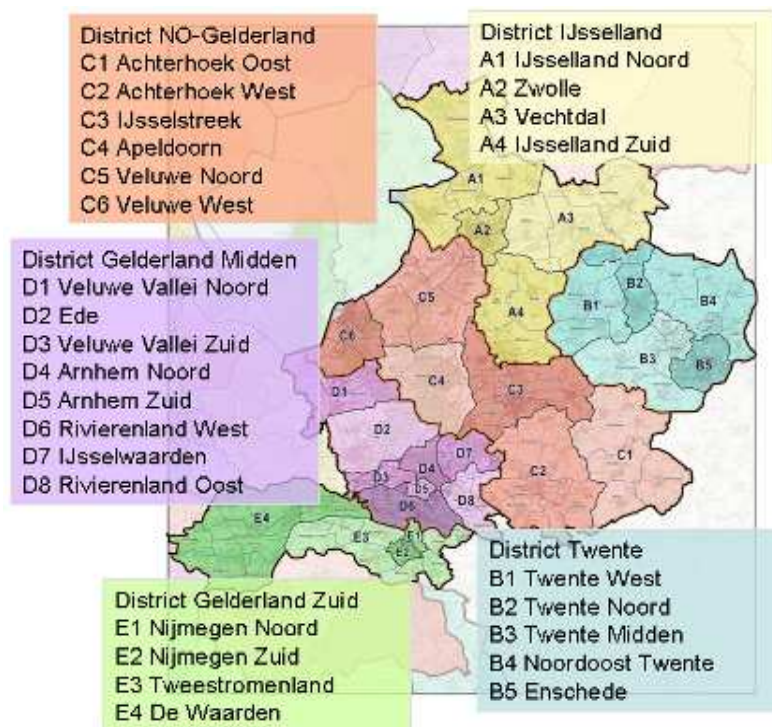 District NO-Gelderland
C1 Achterhoek Oost
C2 Achterhoek West
C3 IJsselstreek
C4 Apeldoorn
C5 Veluwe Noord
C6 Veluwe West
District IJsselland
A1 IJsselland Noord
A2 Zwolle
A3 Vechtdal
A4 IJsselland Zuid
District Gelderland Midden
D1 Veluwe Vallei Noord
D2 Ede
D3 Veluwe Vallei Zuid
D4 Arnhem Noord
D5 Arnhem Zuid
D6 Rivierenland West
D7 IJsselwaarden
D8 Rivierenland Oost
A1
A2
A3
B2
B1
B4
C5
A4
C6
B3
B5
D1
C4
C3
D2
C1
D7
D4
C2
D3
D5
D8
D6
E4
E1
E3
E2
District Gelderland Zuid
E1 Nijmegen Noord
E2 Nijmegen Zuid
E3 Tweestromenland
E4 De Waarden
District Twente
B1 Twente West
B2 Twente Noord
B3 Twente Midden
B4 Noordoost Twente
B5 Enschede